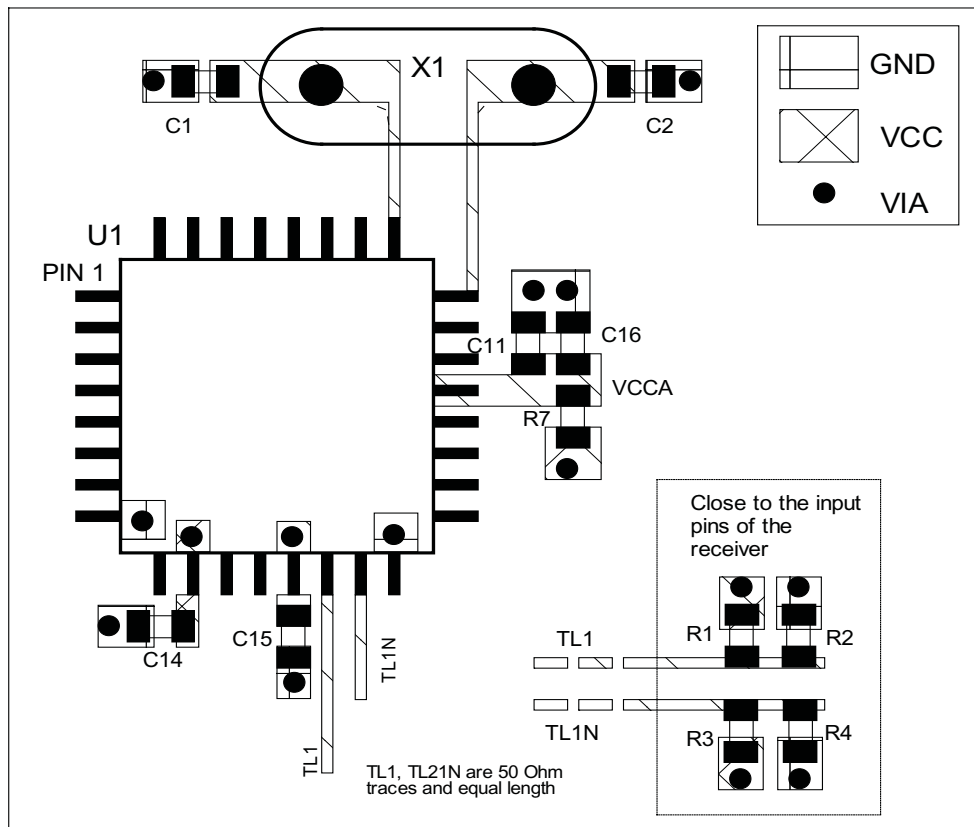 X1
C1
C2
GND
VCC
VIA
U1
PIN 1
C11
C16
VCCA
R7
Close to the input
pins of the
receiver
R1
R2
TL1
C14
C15
TL1N
TL1
TL1N
R3
R4
TL1, TL21N are 50 Ohm
traces and equal length